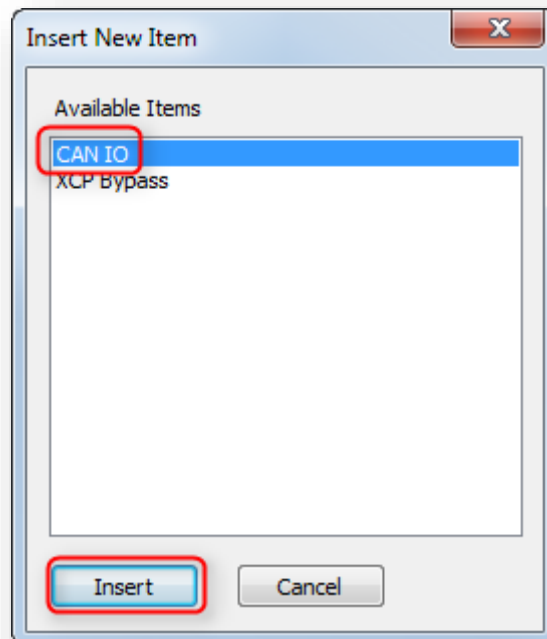 Insert New Item
Available Items
CAN IO
XCP Bypass
Insert Cancel